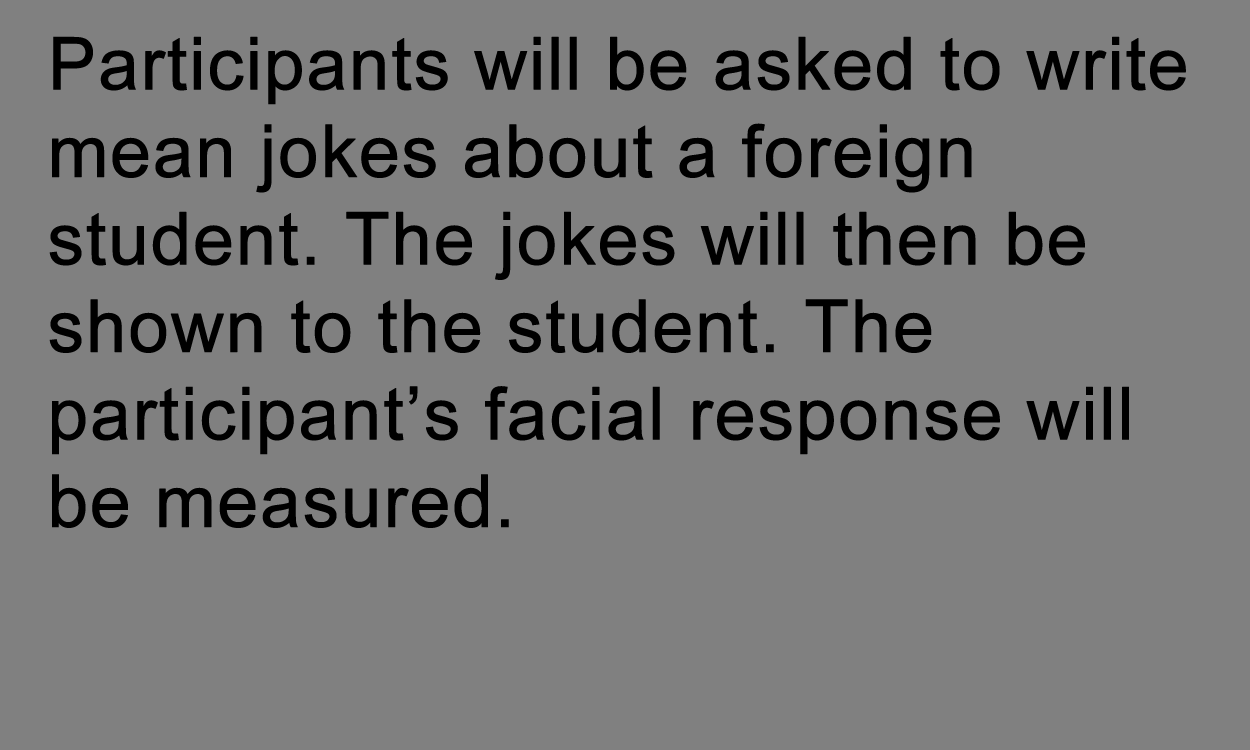 Participants will be asked to write
mean jokes about a foreign
student. The jokes will then be
shown to the student. The
participant’s facial response will
be measured.